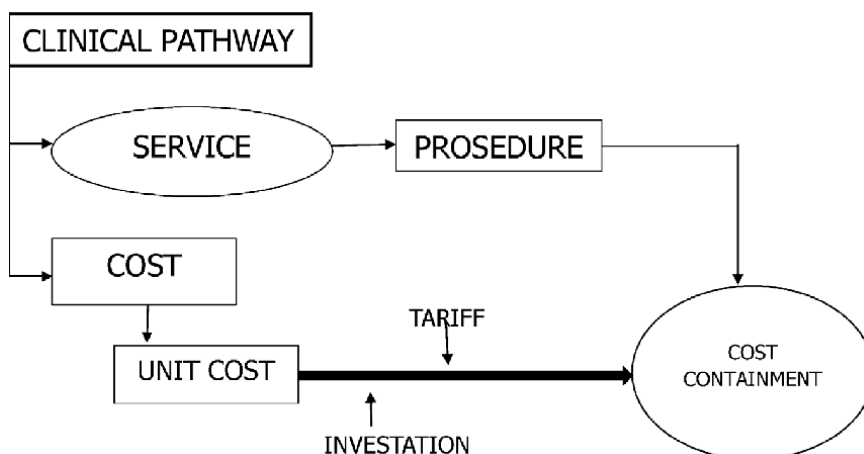 CLINICAL PATHWAY
SERVICE
PROSEDURE
COST
TARIFF
UNIT COST
COST
CONTAINMENT
INVESTATION